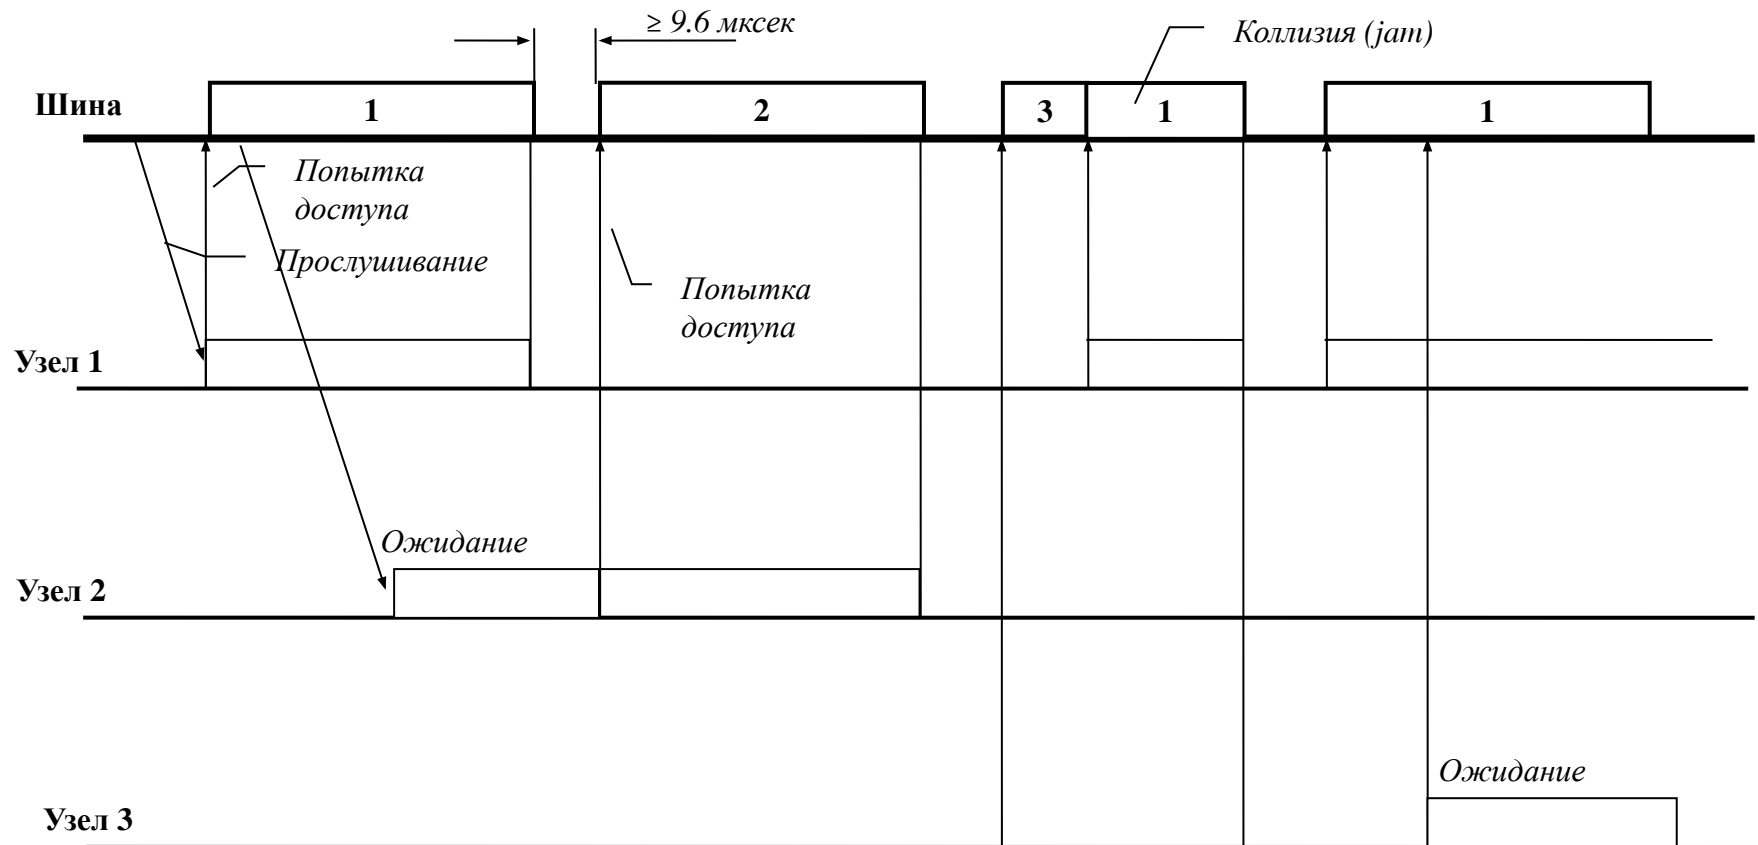 ≥ 9.6 мксек
Коллизия (jam)
Шина
1
2
3
1
1
Попытка
доступа
Прослушивание
Попытка
доступа
Узел 1
Ожидание
Узел 2
Ожидание
Узел 3